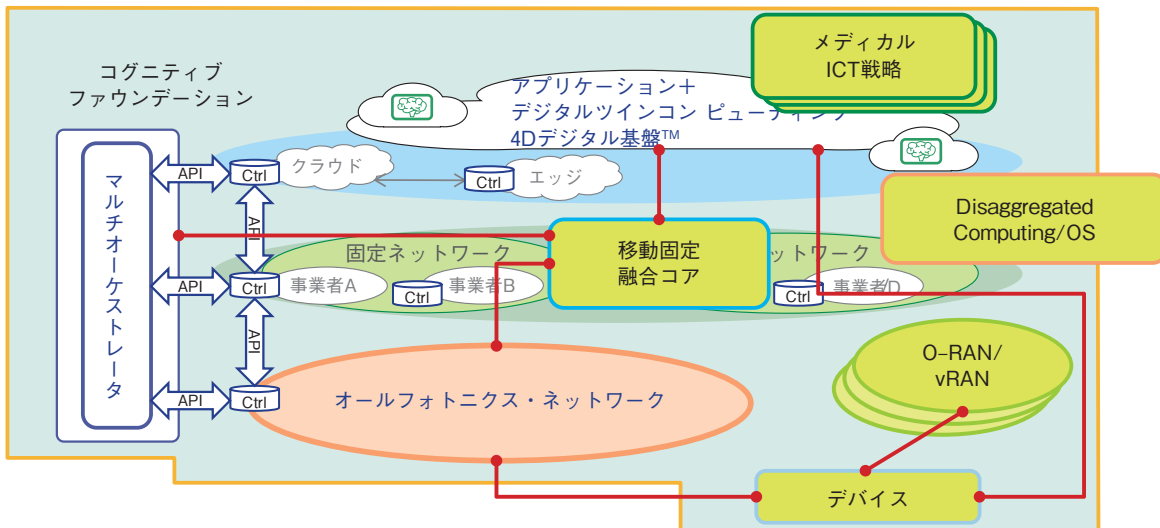 メディカル
ICT戦略
コグニティブ
ファウンデーション
アプリケーション＋
デジタルツインコン ピューティング
4Dデジタル基盤™
マルチオーケストレータ
API
Ctrl
クラウド
Ctrl
エッジ
API
Disaggregated
Computing/OS
固定ネットワーク
移動固定
融合コア
ットワーク
API
Ctrl
事業者A
Ctrl
事業者B
Ctrl
事業者/D
API
O-RAN/
vRAN
API
Ctrl
オールフォトニクス・ネットワーク
デバイス